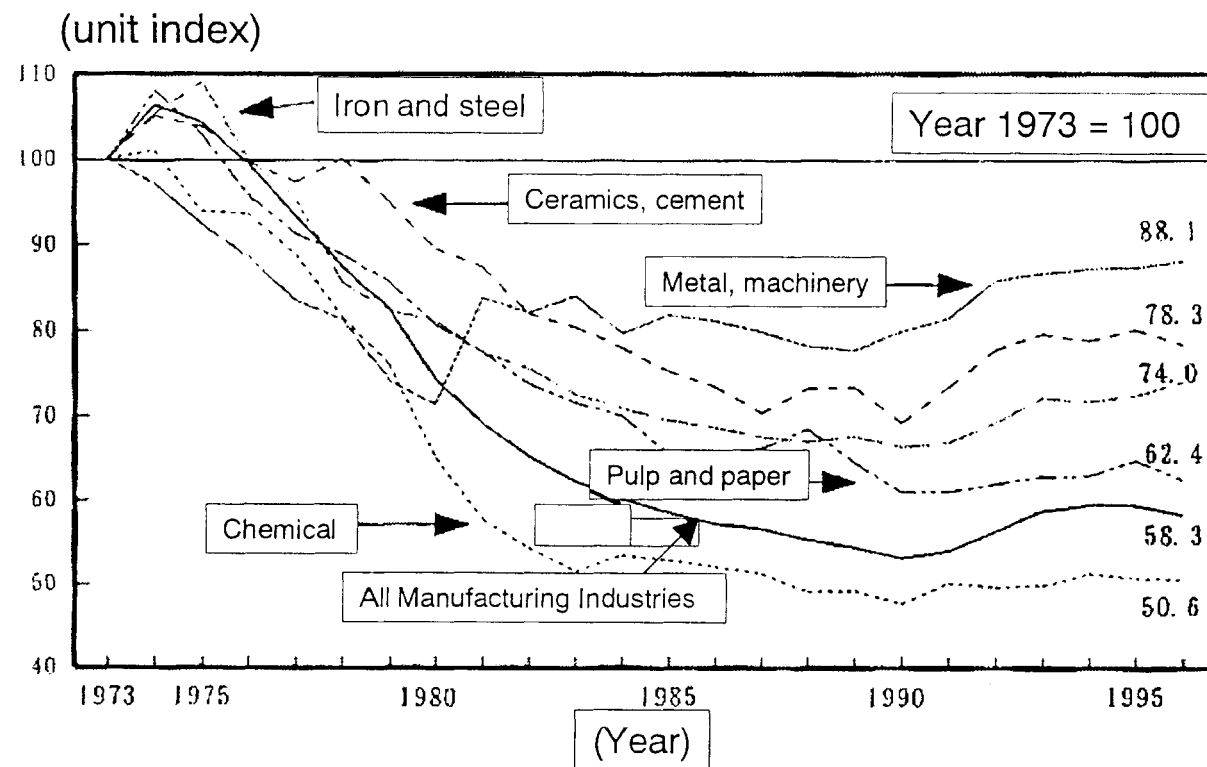 (unit index)
110
Iron and steel
Year 1973 = 100
100
Ceramics, cement
90
88.1
Metal, machinery
80
78.3
74.0
70
Pulp and paper
62.4
60
Chemical
58.3
50
All Manufacturing Industries
50.6
40
1973 1975 1980 1985 1990 1995
(Year)